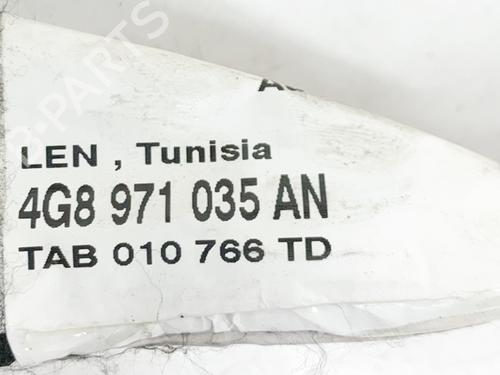 LEN , Tunisia
4G8 971 035 AN
TAB 010 766 TD